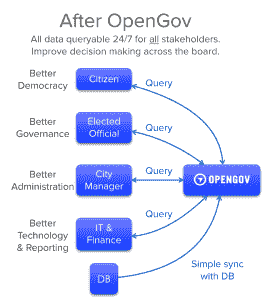 After OpenGov
All data queryable 24/7 for all stakeholders.
Improve decision making across the board.
Better
Democracy
Citizen
Query
Better
Governance
Elected
Official
Query
Better
Administration
City
Manager
Query
OPENGOV
Better
Technology
& Reporting
IT &
Finance
Query
DB
Simple sync
with DB